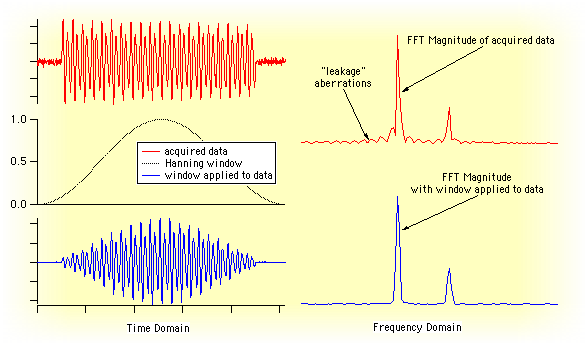 FFT Magnitude of acquired data
"leakage"
aberrations
1.0
0.5
0.0
acquired data
Hanning window
window applied to data
FFT Magnitude
with window applied to data
Time Domain
Frequency Domain